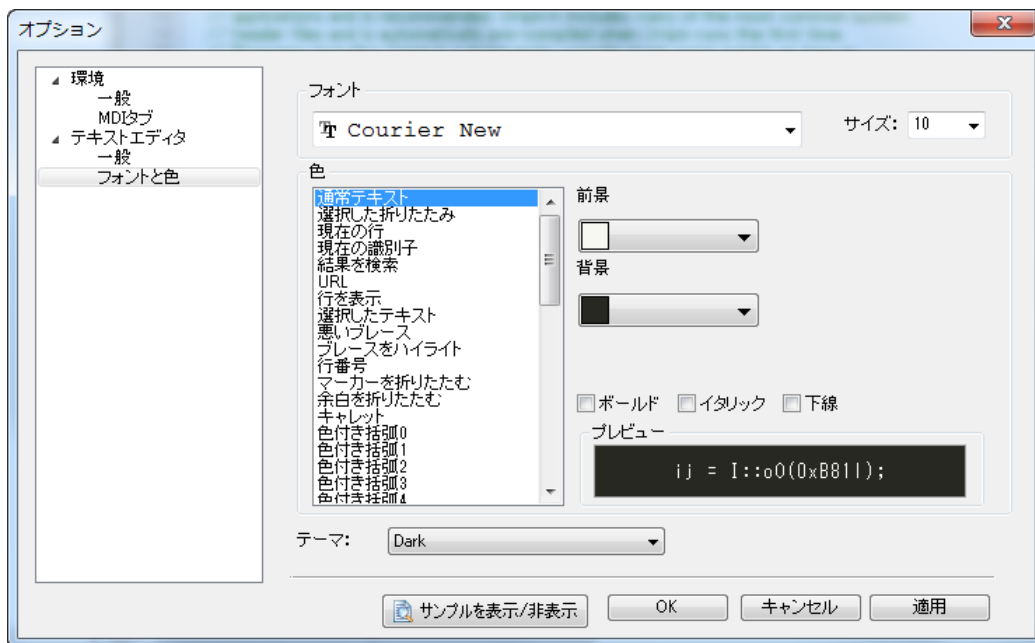 オプション
環境
一般
MDIタブ
テキストエディタ
一般
フォントと色
フォント
Courier New
サイズ: 10
色
通常テキスト
選択した折りたたみ
現在の行
現在の識別子
結果を検索
URL
行を表示
選択したテキスト
悪いブレース
ブレースをハイライト
行番号
マーカーを折りたたむ
余白を折りたたむ
キャレット
色付き括弧0
色付き括弧1
色付き括弧2
色付き括弧3
色付き括弧4
前景
背景
ボールド イタリック 下線
プレビュー
ij = I::oO(0xB81l);
テーマ: Dark
サンプルを表示/非表示 OK キャンセル 適用